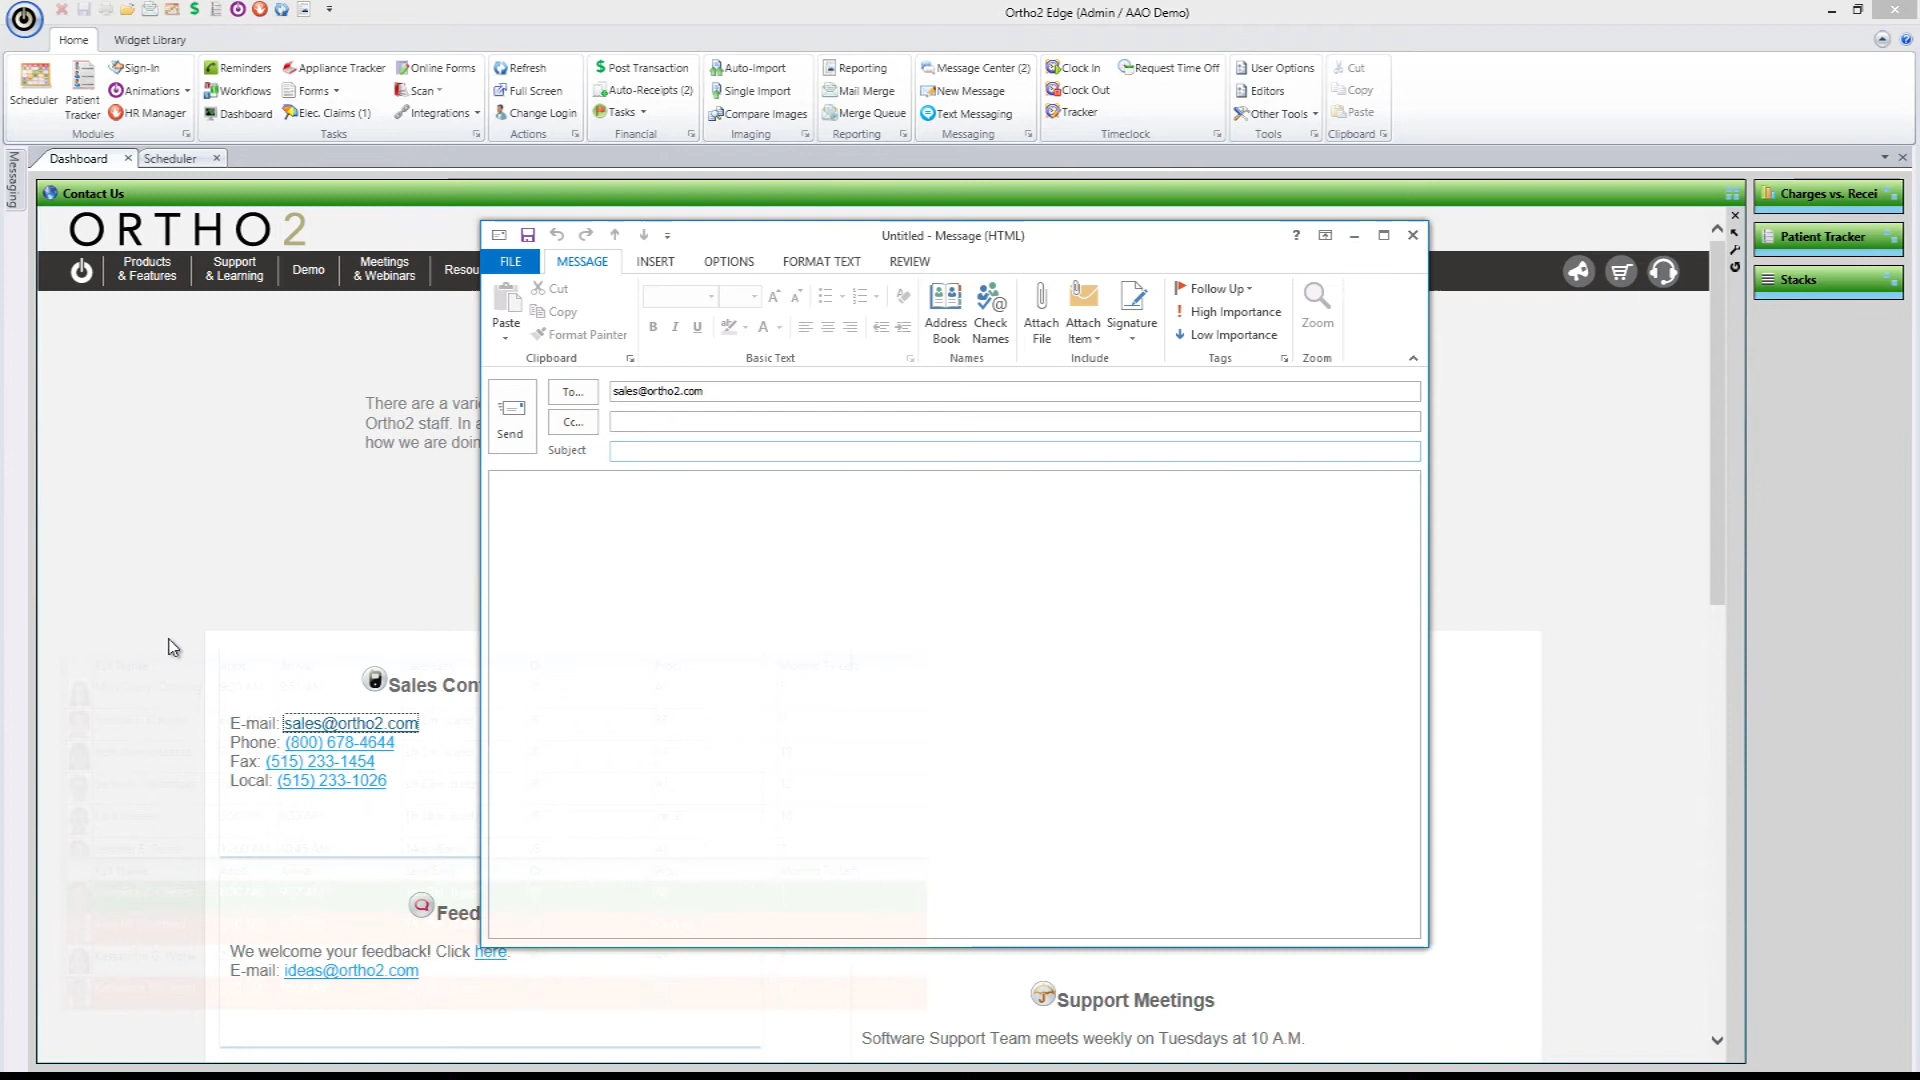 Ortho2 Edge (Admin / AAO Demo)
Home
Widget Library
Scheduler
Patient
Tracker
Sign-In
Animations
HR Manager
Modules
Reminders
Workflows
Dashboard
Appliance Tracker
Forms
Elec. Claims (1)
Online Forms
Scan
Integrations
Tasks
Refresh
Full Screen
Change Login
Actions
Post Transaction
Auto-Receipts (2)
Tasks
Financial
Auto-Import
Single Import
Compare Images
Imaging
Reporting
Mail Merge
Merge Queue
Reporting
Message Center (2)
New Message
Text Messaging
Messaging
Clock In
Clock Out
Tracker
Request Time Off
Timeclock
User Options
Editors
Other Tools
Tools
Cut
Copy
Paste
Clipboard
Messaging
Dashboard
Scheduler
Contact Us
Charges vs. Recei
Patient Tracker
Stacks
ORTHO2
Products
& Features
Support
& Learning
Demo
Meetings
& Webinars
Resou
There are a vari
Ortho2 staff. In a
how we are doin
Untitled - Message (HTML)
FILE
MESSAGE
INSERT
OPTIONS
FORMAT TEXT
REVIEW
Paste
Cut
Copy
Format Painter
Clipboard
B I U
Basic Text
Address
Book
Check
Names
Names
Attach
File
Attach
Item
Signature
Include
Follow Up
High Importance
Low Importance
Tags
Zoom
Zoom
Send
To...
sales@ortho2.com
Cc...
Subject
Sales Con
E-mail: sales@ortho2.com
Phone: (800) 678-4644
Fax: (515) 233-1454
Local: (515) 233-1026
Feed
We welcome your feedback! Click here.
E-mail: ideas@ortho2.com
Support Meetings
Software Support Team meets weekly on Tuesdays at 10 A.M.